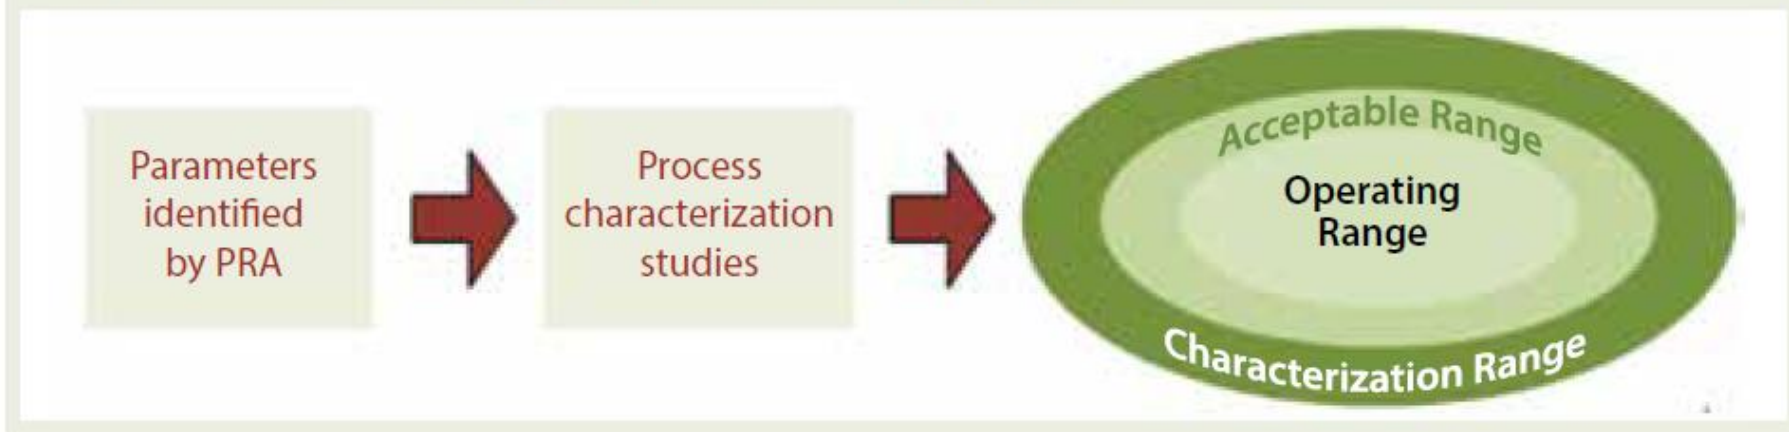 Parameters
identified
by PRA
Process
characterization
studies
Acceptable Range
Operating
Range
Characterization Range